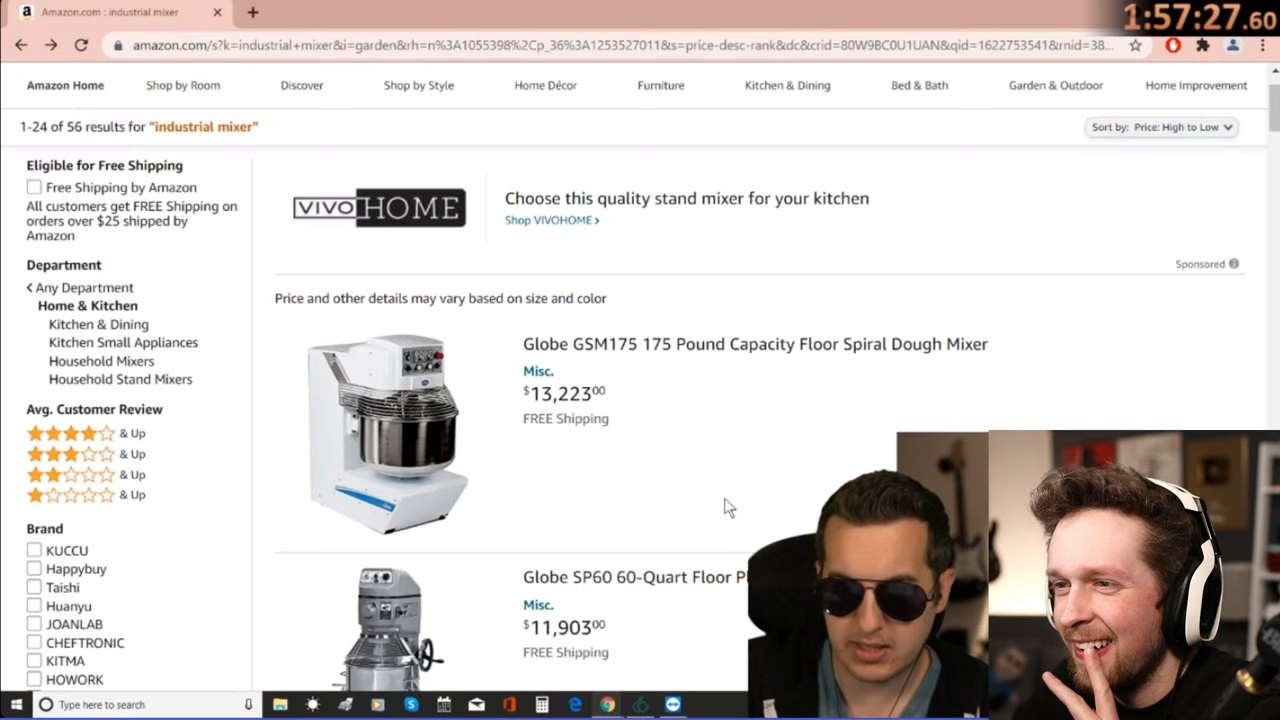 Amazon.com : industrial mixer
1:57:27.60
amazon.com/s?k=industrial+mixer&i=garden&rh=n%3A1055398%2Cp_36%3A1253527011&s=price-desc-rank&dc&crid=80W9BC0U1UAN&qid=1622753541&rnid=38...
Amazon Home Shop by Room Discover Shop by Style Home Décor Furniture Kitchen & Dining Bed & Bath Garden & Outdoor Home Improvement
1-24 of 56 results for "industrial mixer"
Sort by: Price: High to Low
Eligible for Free Shipping
Free Shipping by Amazon
All customers get FREE Shipping on
orders over $25 shipped by
Amazon
Department
Any Department
Home & Kitchen
Kitchen & Dining
Kitchen Small Appliances
Household Mixers
Household Stand Mixers
Avg. Customer Review
& Up
& Up
& Up
& Up
Brand
KUCCU
Happybuy
Taishi
Huanyu
JOANLAB
CHEFTRONIC
KITMA
HOWORK
VIVO HOME
Choose this quality stand mixer for your kitchen
Shop VIVOHOME ›
Sponsored
Price and other details may vary based on size and color
Globe GSM175 175 Pound Capacity Floor Spiral Dough Mixer
Misc.
$13,22300
FREE Shipping
Globe SP60 60-Quart Floor
Misc.
$11,90300
FREE Shipping
Type here to search